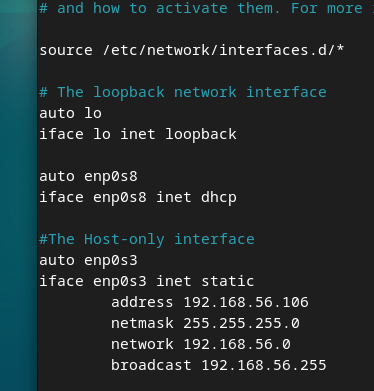 # and how to activate them. For more
source /etc/network/interfaces.d/*
# The loopback network interface
auto lo
iface lo inet loopback
auto enp0s8
iface enp0s8 inet dhcp
#The Host-only interface
auto enp0s3
iface enp0s3 inet static
address 192.168.56.106
netmask 255.255.255.0
network 192.168.56.0
broadcast 192.168.56.255